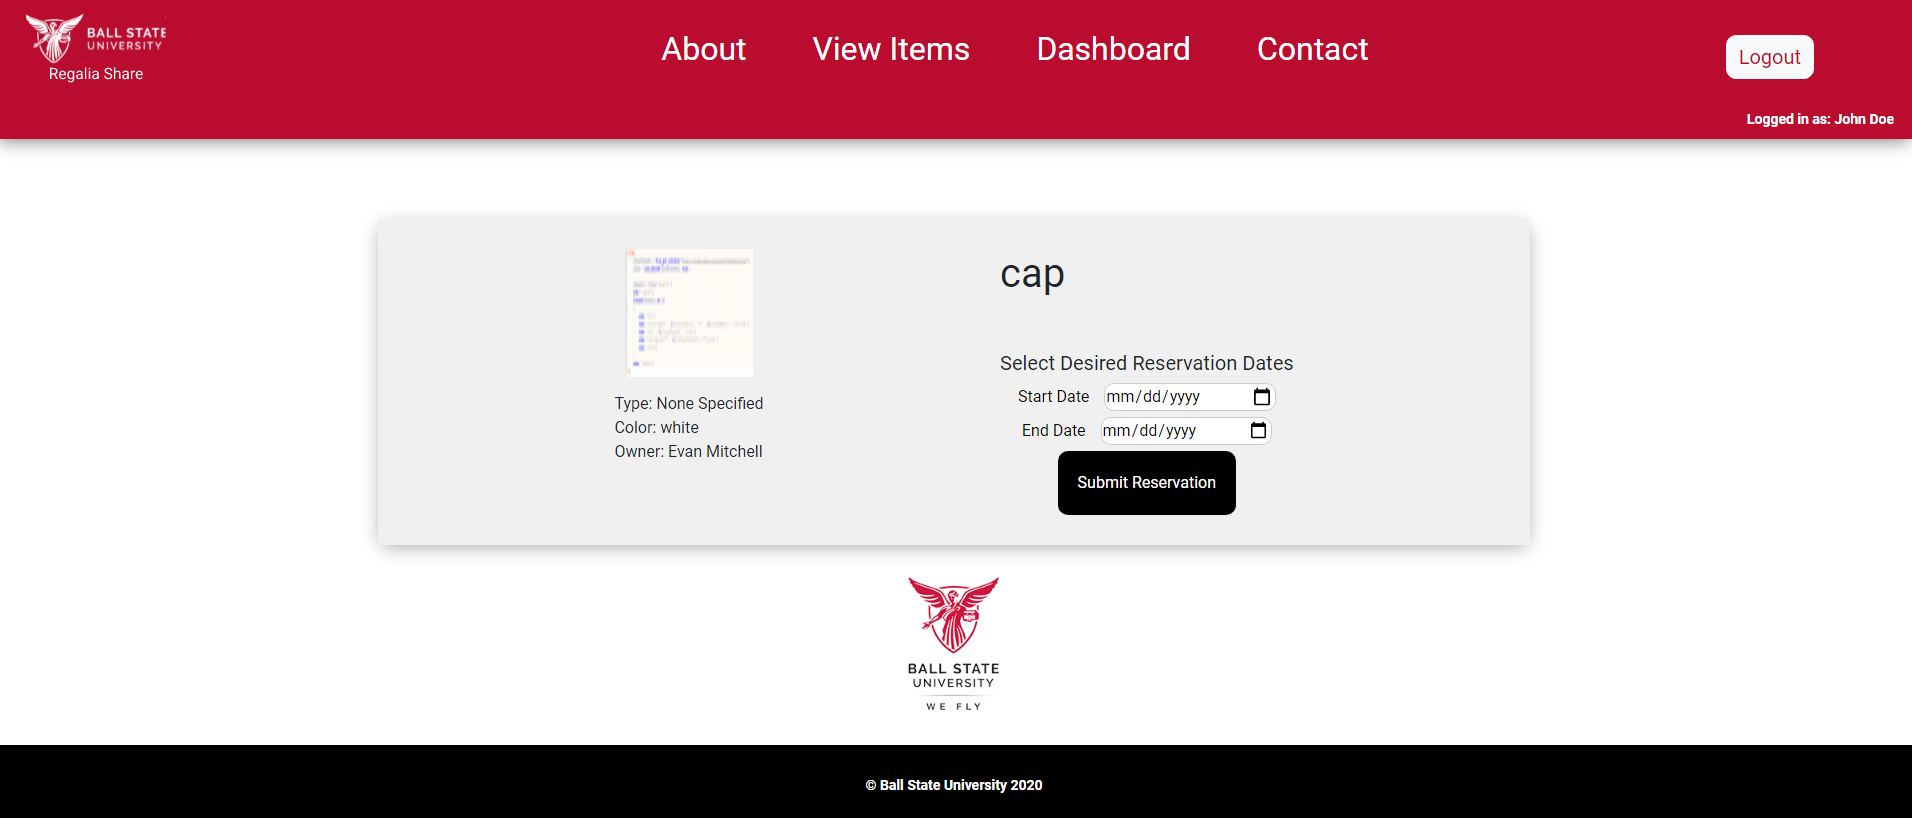 BALL STATE
UNIVERSITY
Regalia Share
About
View Items
Dashboard
Contact
Logout
Logged in as: John Doe
Type: None Specified
Color: white
Owner: Evan Mitchell
cap
Select Desired Reservation Dates
Start Date mm/dd/yyyy
End Date mm/dd/yyyy
Submit Reservation
BALL STATE
UNIVERSITY
WE FLY
© Ball State University 2020